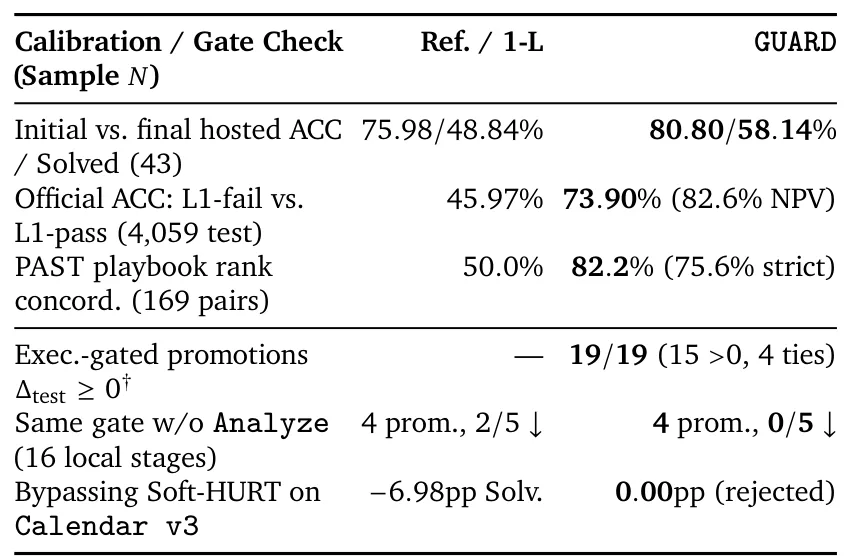 Calibration / Gate Check Ref. / 1-L GUARD
(Sample N)
Initial vs. final hosted ACC 75.98/48.84% 80.80/58.14%
/ Solved (43)
Official ACC: L1-fail vs. 45.97% 73.90% (82.6% NPV)
L1-pass (4,059 test)
PAST playbook rank 50.0% 82.2% (75.6% strict)
concord. (169 pairs)
Exec.-gated promotions — 19/19 (15 >0, 4 ties)
Δtest ≥ 0†
Same gate w/o Analyze 4 prom., 2/5 ↓ 4 prom., 0/5 ↓
(16 local stages)
Bypassing Soft-HURT on −6.98pp Solv. 0.00pp (rejected)
Calendar v3